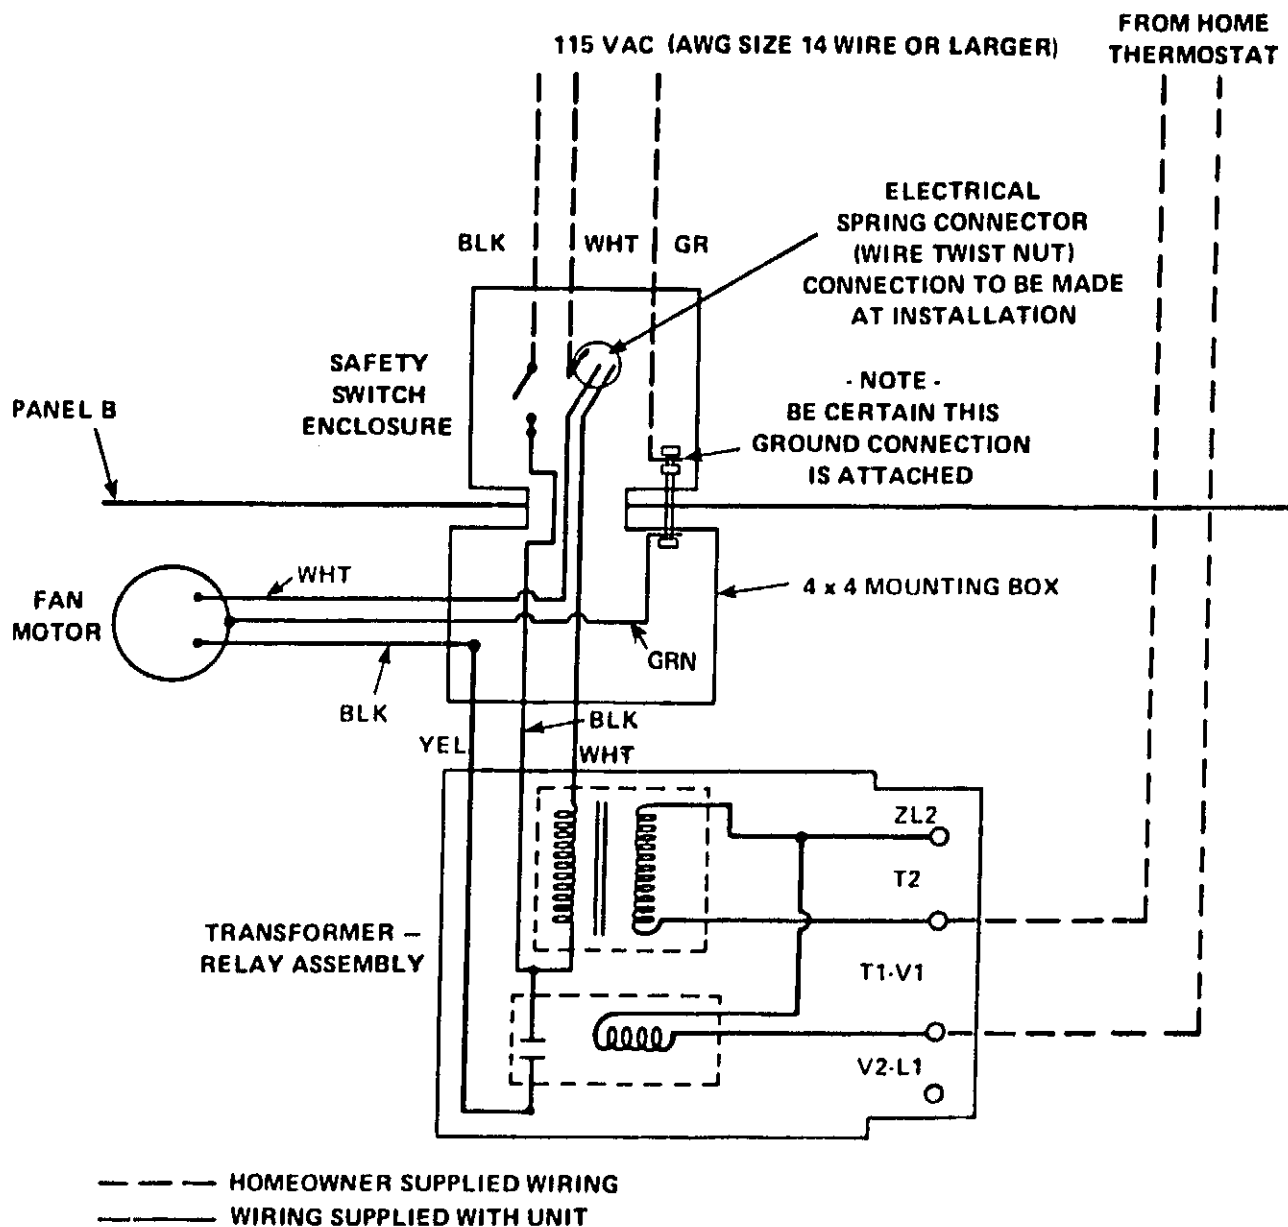 115 VAC (AWG SIZE 14 WIRE OR LARGER)
FROM HOME
THERMOSTAT
BLK
WHT
GR
ELECTRICAL
SPRING CONNECTOR
(WIRE TWIST NUT)
CONNECTION TO BE MADE
AT INSTALLATION
SAFETY
SWITCH
ENCLOSURE
- NOTE -
BE CERTAIN THIS
GROUND CONNECTION
IS ATTACHED
PANEL B
WHT
FAN
MOTOR
4 x 4 MOUNTING BOX
GRN
BLK
BLK
YEL
WHT
ZL2
T2
TRANSFORMER –
RELAY ASSEMBLY
T1-V1
V2-L1
HOMEOWNER SUPPLIED WIRING
WIRING SUPPLIED WITH UNIT